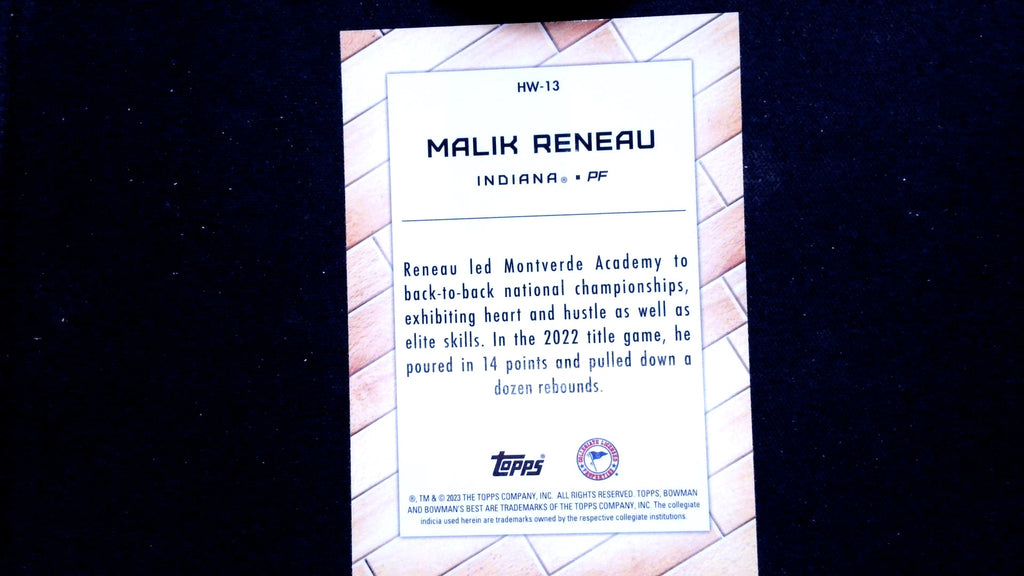 HW-13
MALIK RENEAU
INDIANA® ▪ PF
Reneau led Montverde Academy to
back-to-back national championships,
exhibiting heart and hustle as well as
elite skills. In the 2022 title game, he
poured in 14 points and pulled down a
dozen rebounds.
Topps®
COLLEGIATE LICENSED PROPERTIES
®, TM & © 2023 THE TOPPS COMPANY, INC. ALL RIGHTS RESERVED. TOPPS, BOWMAN
AND BOWMAN'S BEST ARE TRADEMARKS OF THE TOPPS COMPANY, INC. The collegiate
indicia used herein are trademarks owned by the respective collegiate institutions.